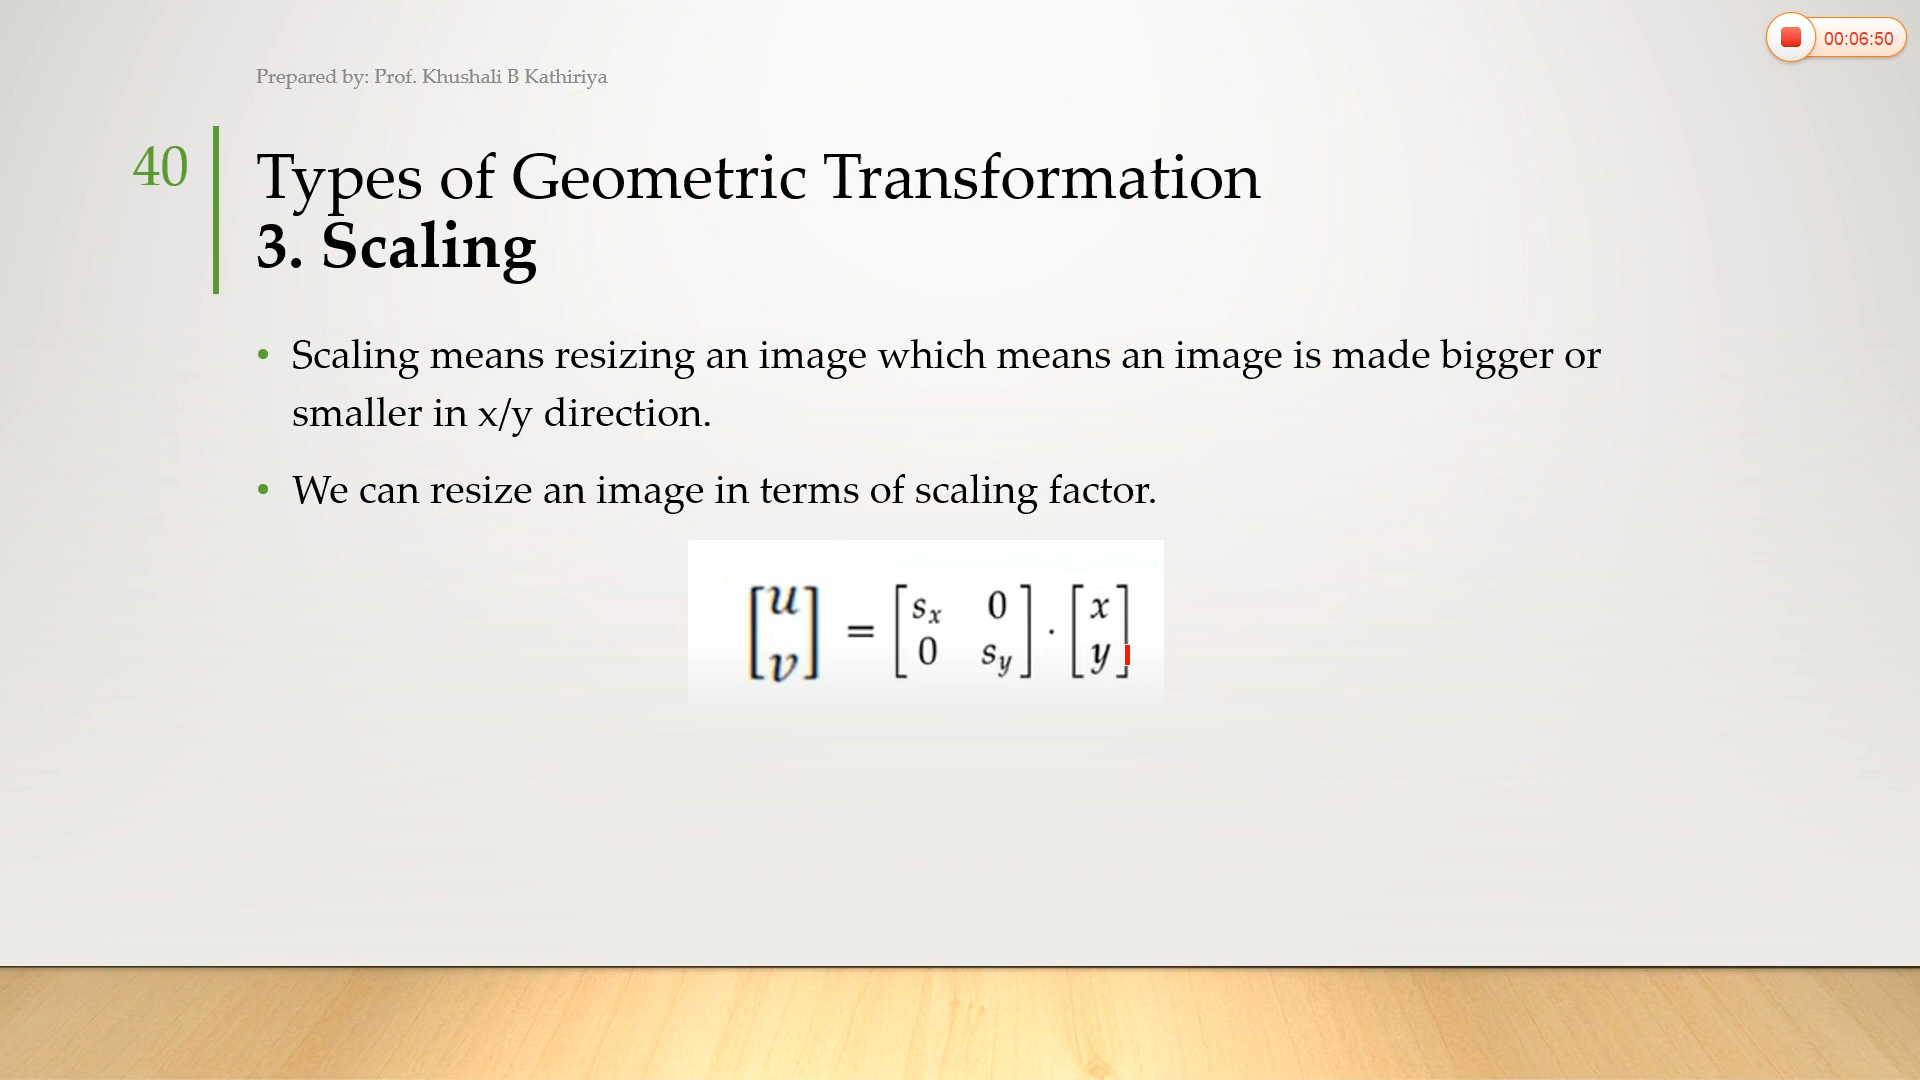 00:06:50
Prepared by: Prof. Khushali B Kathiriya
40
Types of Geometric Transformation
3. Scaling
• Scaling means resizing an image which means an image is made bigger or
smaller in x/y direction.
• We can resize an image in terms of scaling factor.
[u v] = [s_x 0 0 s_y] · [x y]